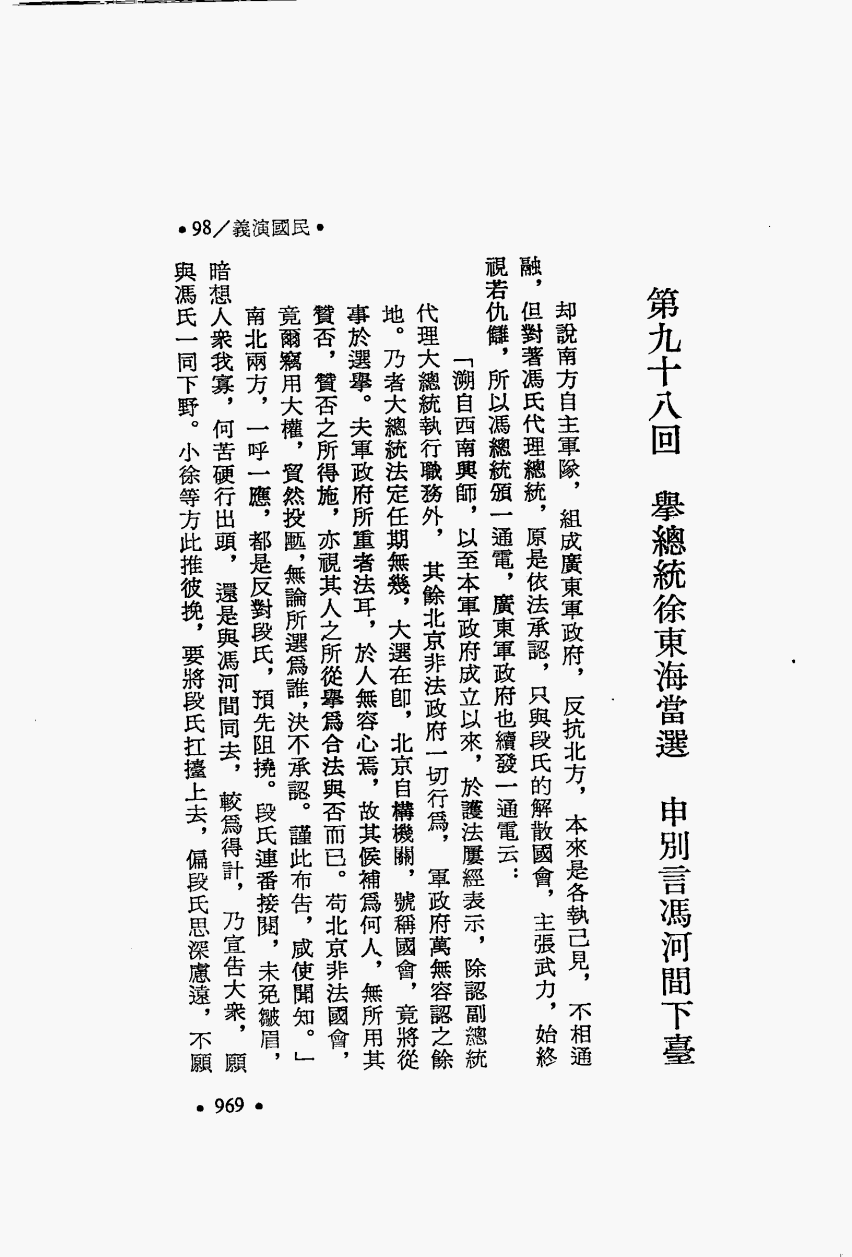 •98/義演國民•
第九十八回　舉總統徐東海當選　申別言馮河間下臺
却說南方自主軍隊，組成廣東軍政府，反抗北方，本來是各執己見，不相通
融，但對著馮氏代理總統，原是依法承認，只與段氏的解散國會，主張武力，始終
視若仇讎，所以馮總統頒一通電，廣東軍政府也續發一通電云：
「溯自西南興師，以至本軍政府成立以來，於護法屢經表示，除認副總統
代理大總統執行職務外，其餘北京非法政府一切行爲，軍政府萬無容認之餘
地。乃者大總統法定任期無幾，大選在卽，北京自構機關，號稱國會，竟將從
事於選舉。夫軍政府所重者法耳，於人無容心焉，故其候補爲何人，無所用其
贊否，贊否之所得施，亦視其人之所從舉爲合法與否而已。苟北京非法國會，
竟爾竊用大權，貿然投匭，無論所選爲誰，決不承認。謹此布告，咸使聞知。」
南北兩方，一呼一應，都是反對段氏，預先阻撓。段氏連番接閱，未免皺眉，
暗想人衆我寡，何苦硬行出頭，還是與馮河間同去，較爲得計，乃宣告大衆，願
與馮氏一同下野。小徐等方此推彼挽，要將段氏扛擡上去，偏段氏思深慮遠，不願
•969•